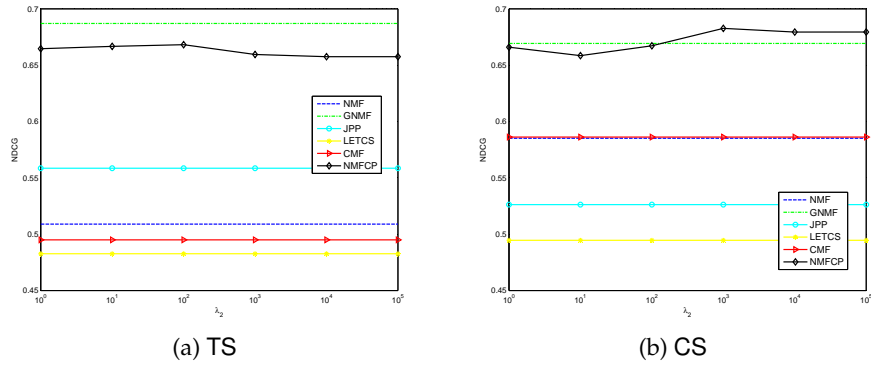 0.7
0.65
0.6
0.55
0.5
0.45
NDCG
10^0
10^1
10^2
10^3
10^4
10^5
λ_2
NMF
GNMF
JPP
LETCS
CMF
NMFCP
(a) TS
0.7
0.65
0.6
0.55
0.5
0.45
NDCG
10^0
10^1
10^2
10^3
10^4
10^5
λ_2
NMF
GNMF
JPP
LETCS
CMF
NMFCP
(b) CS